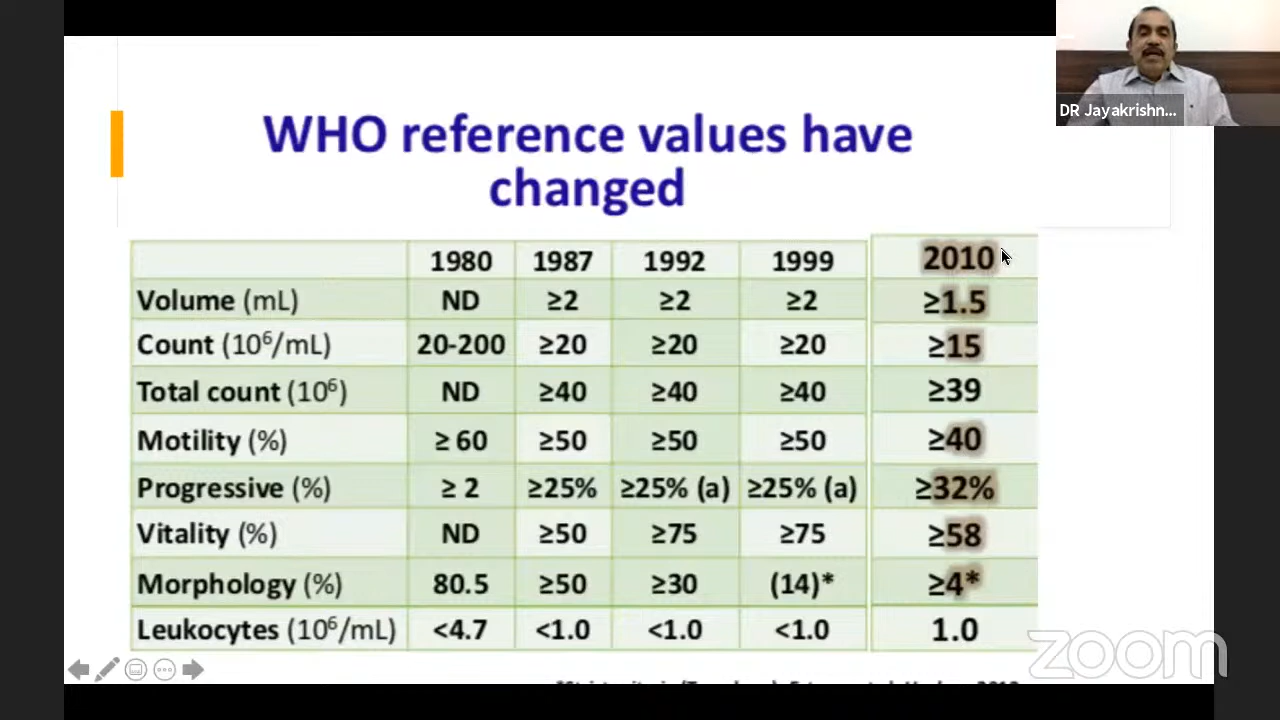 DR Jayakrishn...
WHO reference values have
changed
1980 1987 1992 1999 2010
Volume (mL) ND ≥2 ≥2 ≥2 ≥1.5
Count (10⁶/mL) 20-200 ≥20 ≥20 ≥20 ≥15
Total count (10⁶) ND ≥40 ≥40 ≥40 ≥39
Motility (%) ≥ 60 ≥50 ≥50 ≥50 ≥40
Progressive (%) ≥ 2 ≥25% ≥25% (a) ≥25% (a) ≥32%
Vitality (%) ND ≥50 ≥75 ≥75 ≥58
Morphology (%) 80.5 ≥50 ≥30 (14)* ≥4*
Leukocytes (10⁶/mL) <4.7 <1.0 <1.0 <1.0 1.0
zoom